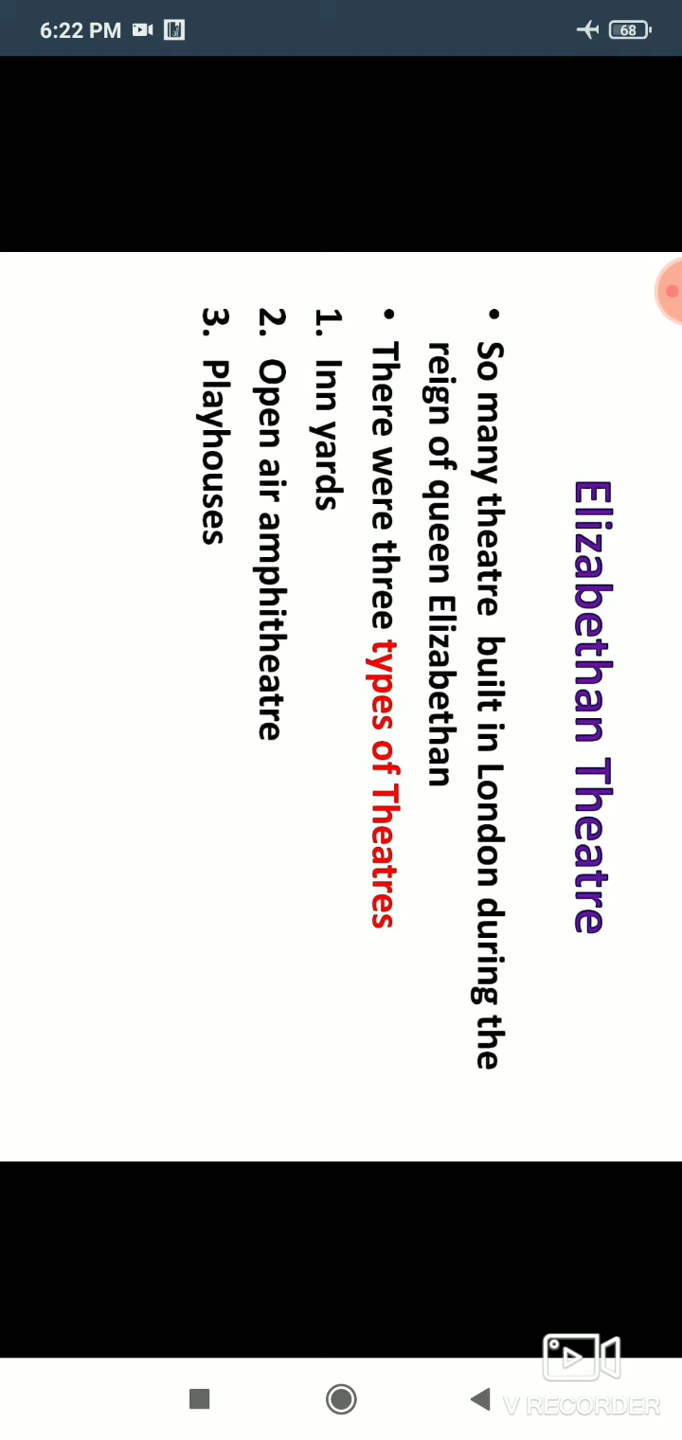 6:22 PM
68
Elizabethan Theatre
• So many theatre built in London during the
reign of queen Elizabethan
• There were three types of Theatres
1. Inn yards
2. Open air amphitheatre
3. Playhouses
V RECORDER